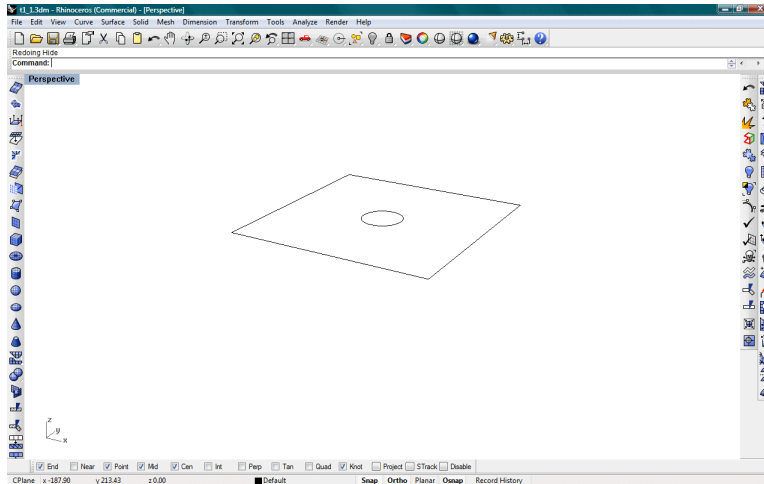 t1_1.3dm - Rhinoceros (Commercial) - [Perspective]
File Edit View Curve Surface Solid Mesh Dimension Transform Tools Analyze Render Help
Redoing Hide
Command:
Perspective
z
y
x
End Near Point Mid Cen Int Perp Tan Quad Knot Project STrack Disable
CPlane x -187.90 y 213.43 z 0.00 Default Snap Ortho Planar Osnap Record History